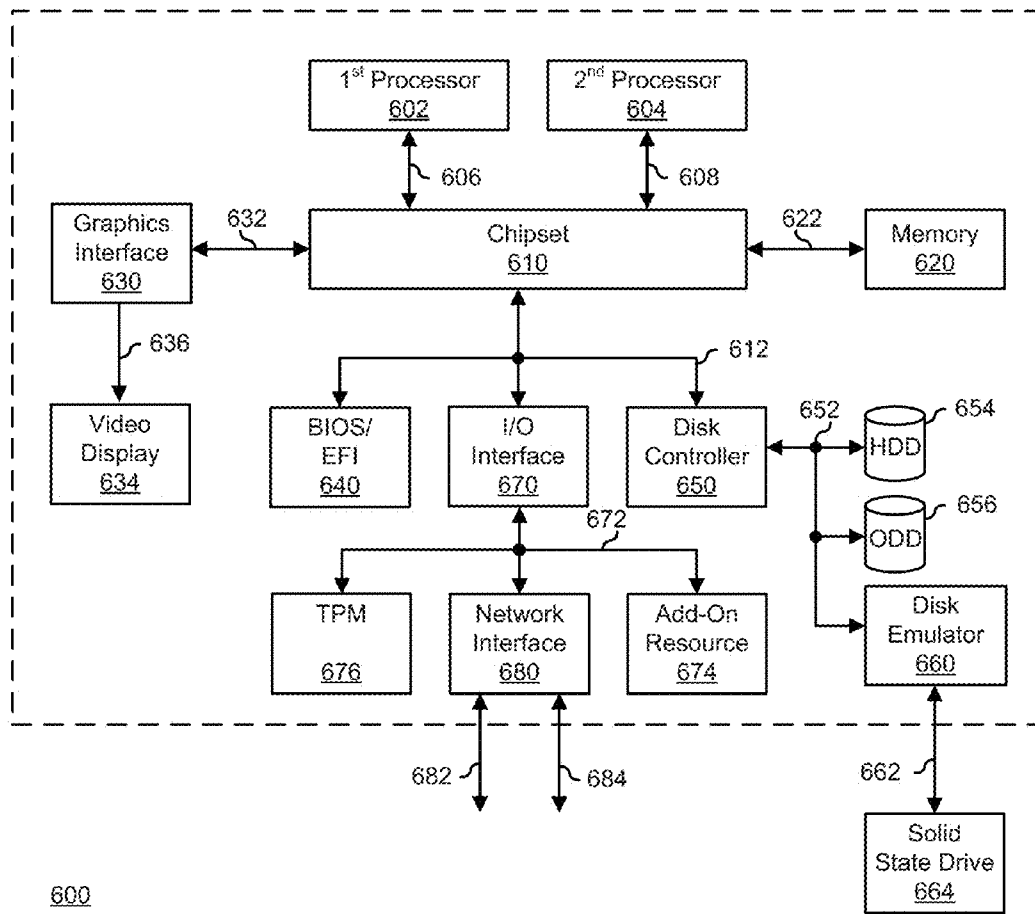 1st Processor
602
2nd Processor
604
606
608
Graphics
Interface
630
632
Chipset
610
622
Memory
620
636
612
Video
Display
634
BIOS/
EFI
640
I/O
Interface
670
Disk
Controller
650
652
HDD
654
ODD
656
672
TPM
676
Network
Interface
680
Add-On
Resource
674
Disk
Emulator
660
682
684
662
Solid
State Drive
664
600